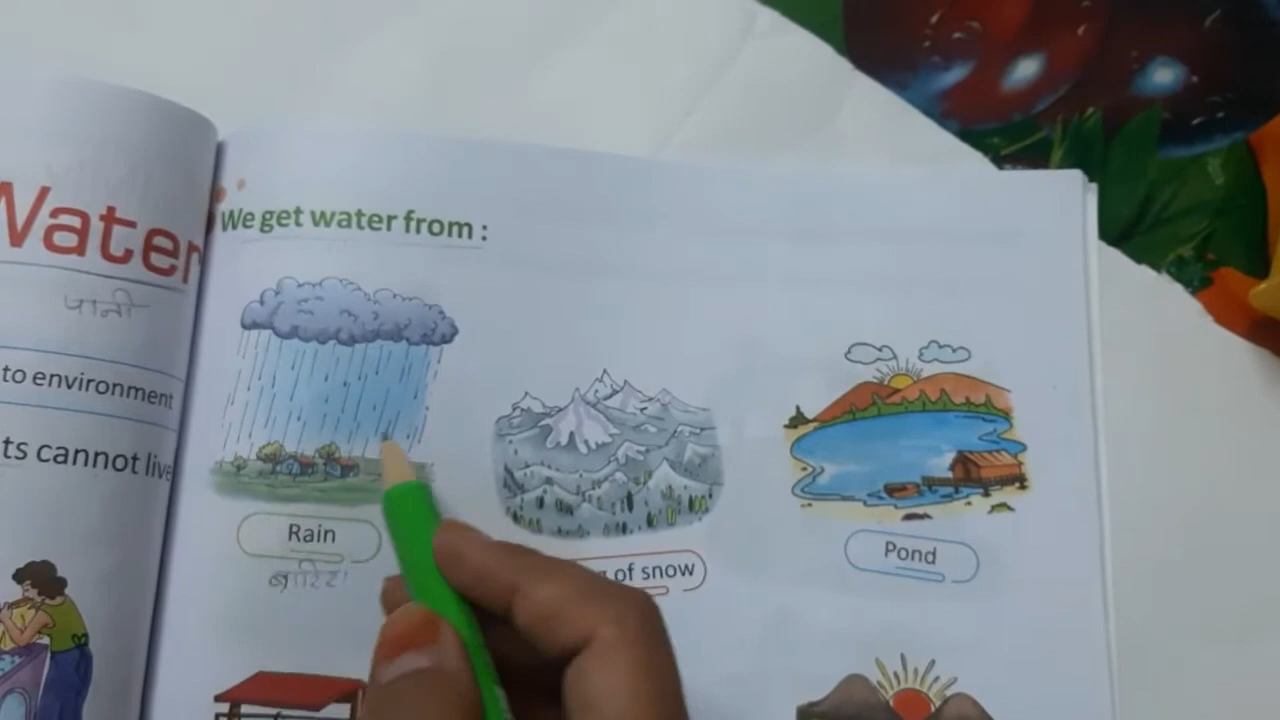 Water
पानी
to environment
ts cannot live
We get water from :
Rain
बारिश
of snow
Pond